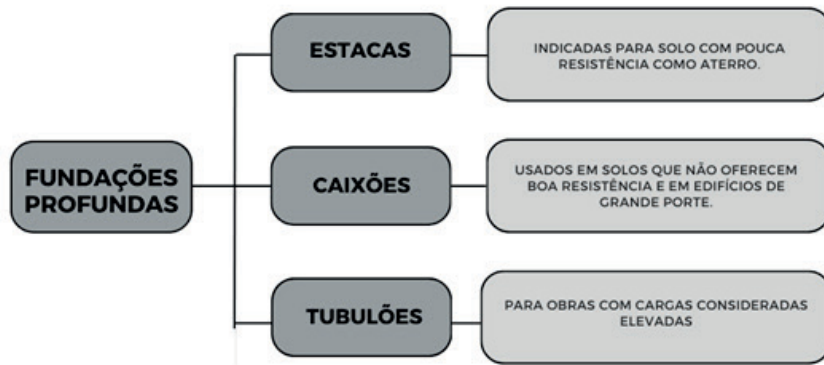 FUNDAÇÕES
PROFUNDAS
ESTACAS
INDICADAS PARA SOLO COM POUCA
RESISTÊNCIA COMO ATERRO.
CAIXÕES
USADOS EM SOLOS QUE NÃO OFERECEM
BOA RESISTÊNCIA E EM EDIFÍCIOS DE
GRANDE PORTE.
TUBULÕES
PARA OBRAS COM CARGAS CONSIDERADAS
ELEVADAS